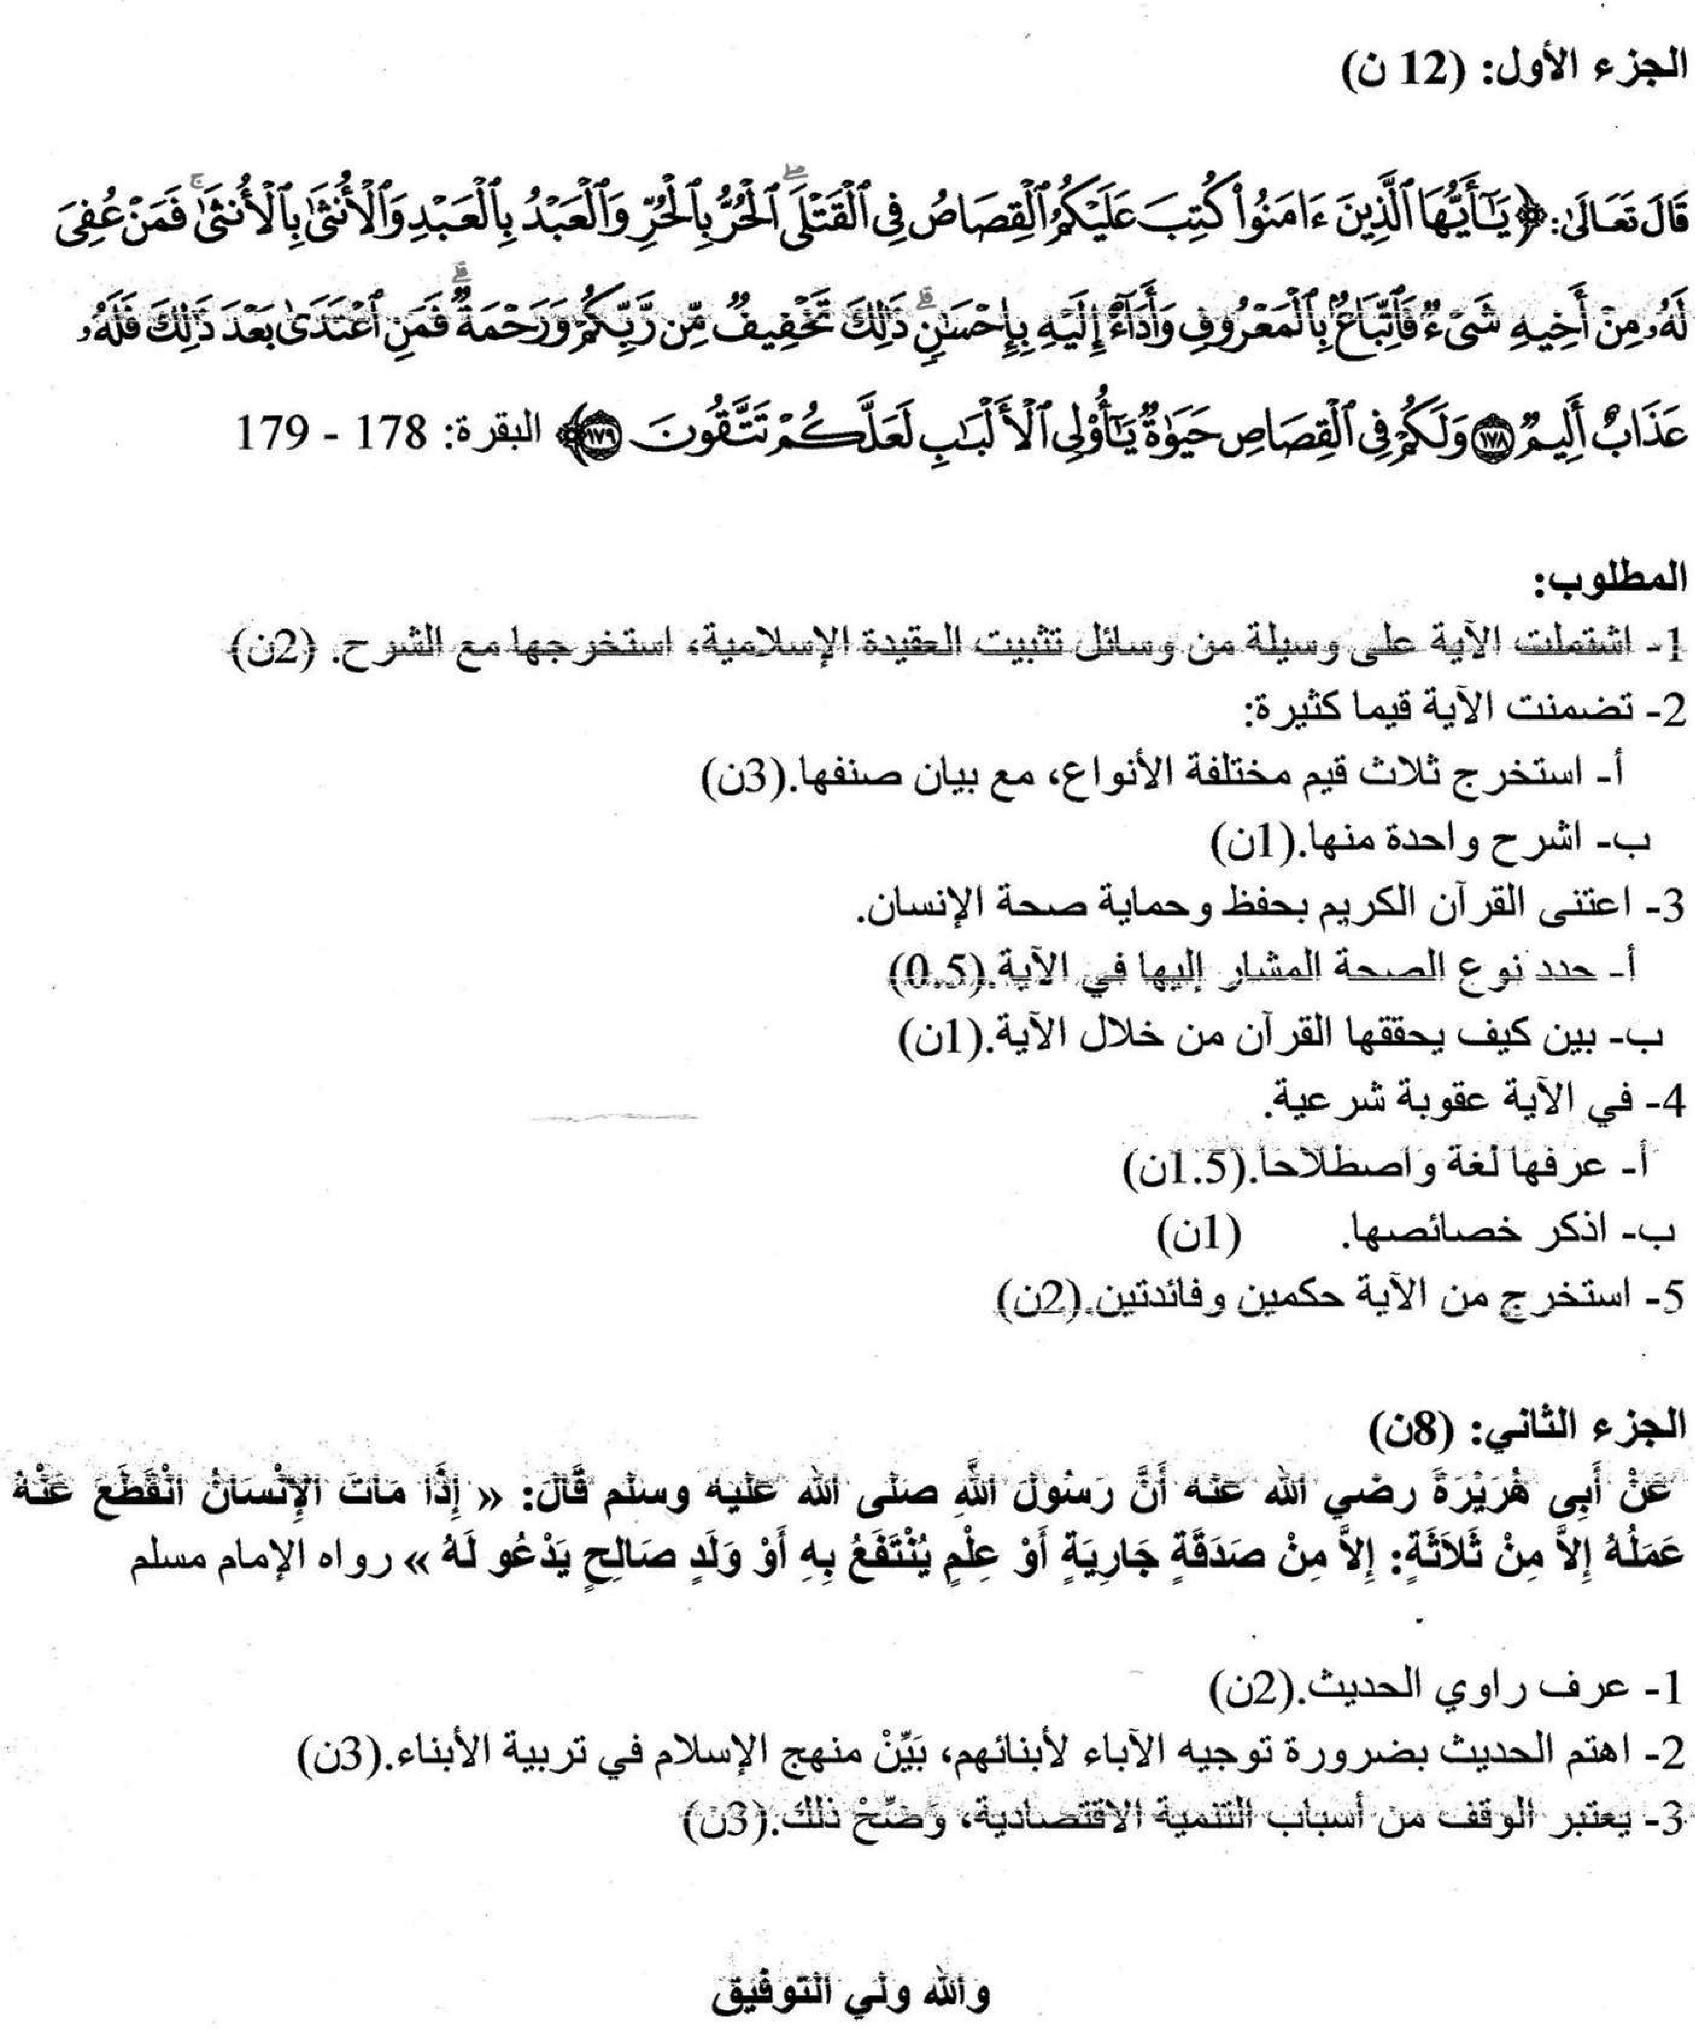 الجزء الأول: (12 ن)
قَالَ تَعَالَىٰ: ﴿ يَـٰٓأَيُّهَا ٱلَّذِينَ ءَامَنُواْ كُتِبَ عَلَيْكُمُ ٱلْقِصَاصُ فِي ٱلْقَتْلَىۖ ٱلْحُرُّ بِٱلْحُرِّ وَٱلْعَبْدُ بِٱلْعَبْدِ وَٱلْأُنثَىٰ بِٱلْأُنثَىٰۚ فَمَنْ عُفِيَ
لَهُۥ مِنْ أَخِيهِ شَيْءٌ فَٱتِّبَاعٌۢ بِٱلْمَعْرُوفِ وَأَدَآءٌ إِلَيْهِ بِإِحْسَـٰنٍۗ ذَٰلِكَ تَخْفِيفٌ مِّن رَّبِّكُمْ وَرَحْمَةٌۗ فَمَنِ ٱعْتَدَىٰ بَعْدَ ذَٰلِكَ فَلَهُۥ
عَذَابٌ أَلِيمٌ ١٧٨ وَلَكُمْ فِي ٱلْقِصَاصِ حَيَوٰةٌ يَـٰٓأُوْلِي ٱلْأَلْبَـٰبِ لَعَلَّكُمْ تَتَّقُونَ ١٧٩ ﴾ البقرة: 178 - 179
المطلوب:
1- اشتملت الآية على وسيلة من وسائل تثبيت العقيدة الإسلامية، استخرجها مع الشرح. (2ن)
2- تضمنت الآية قيما كثيرة:
أ- استخرج ثلاث قيم مختلفة الأنواع، مع بيان صنفها.(3ن)
ب- اشرح واحدة منها.(1ن)
3- اعتنى القرآن الكريم بحفظ وحماية صحة الإنسان.
أ- حدد نوع الصحة المشار إليها في الآية.(0.5)
ب- بين كيف يحققها القرآن من خلال الآية.(1ن)
4- في الآية عقوبة شرعية.
أ- عرفها لغة واصطلاحا.(1.5ن)
ب- اذكر خصائصها. (1ن)
5- استخرج من الآية حكمين وفائدتين.(2ن)
الجزء الثاني: (8ن)
عَنْ أَبِى هُرَيْرَةَ رضي الله عنه أَنَّ رَسُولَ اللَّهِ صلى الله عليه وسلم قَالَ: « إِذَا مَاتَ الإِنْسَانُ انْقَطَعَ عَنْهُ
عَمَلُهُ إِلاَّ مِنْ ثَلاَثَةٍ: إِلاَّ مِنْ صَدَقَةٍ جَارِيَةٍ أَوْ عِلْمٍ يُنْتَفَعُ بِهِ أَوْ وَلَدٍ صَالِحٍ يَدْعُو لَهُ » رواه الإمام مسلم
1- عرف راوي الحديث.(2ن)
2- اهتم الحديث بضرورة توجيه الآباء لأبنائهم، بَيِّنْ منهج الإسلام في تربية الأبناء.(3ن)
3- يعتبر الوقف من أسباب التنمية الاقتصادية، وَضِّحْ ذلك.(3ن)
والله ولي التوفيق